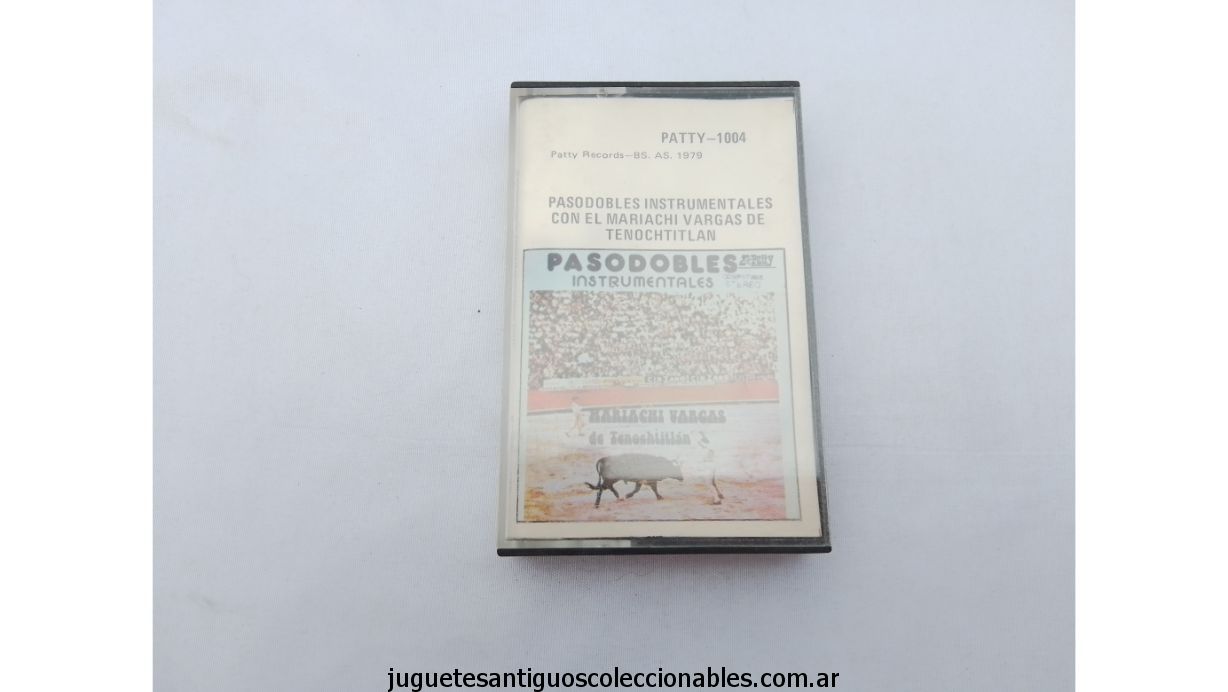 PATTY–1004
Patty Records–BS. AS. 1979
PASODOBLES INSTRUMENTALES
CON EL MARIACHI VARGAS DE
TENOCHTITLAN
PASODOBLES
INSTRUMENTALES
STEREO
MARIACHI VARGAS
de Tenochtitlán
juguetesantiguoscoleccionables.com.ar